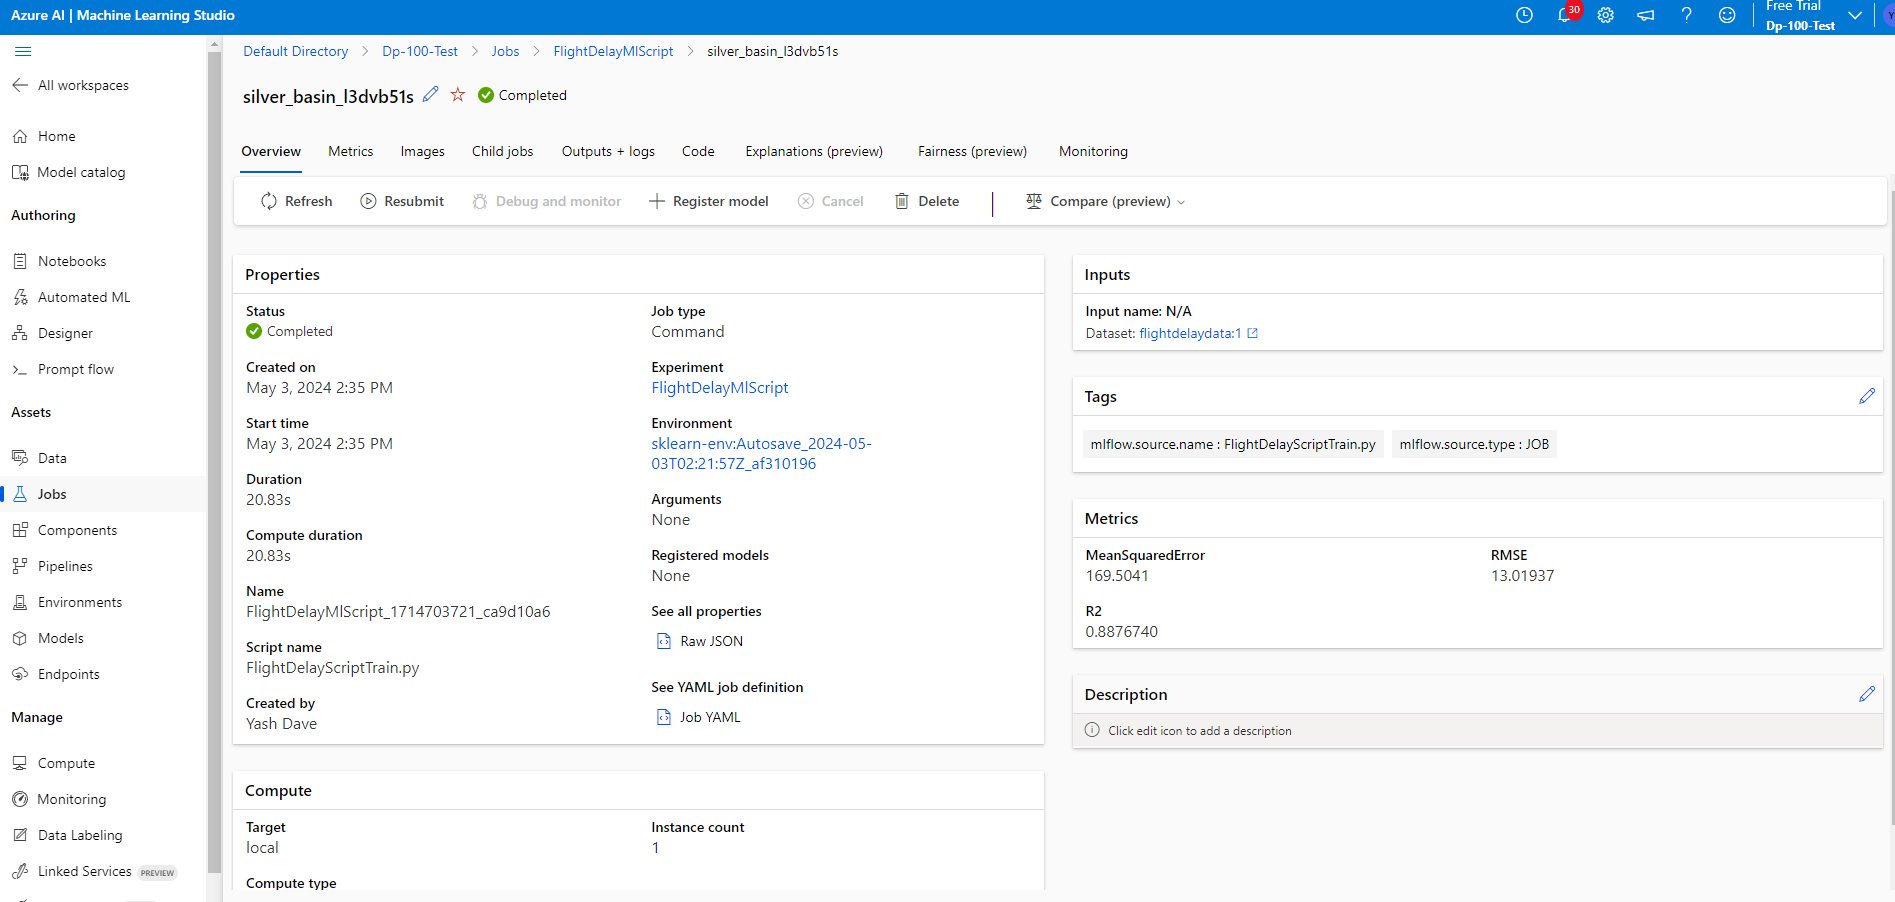 Azure AI | Machine Learning Studio
30
Free Trial
Dp-100-Test
Y
All workspaces
Home
Model catalog
Authoring
Notebooks
Automated ML
Designer
Prompt flow
Assets
Data
Jobs
Components
Pipelines
Environments
Models
Endpoints
Manage
Compute
Monitoring
Data Labeling
Linked Services PREVIEW
Default Directory > Dp-100-Test > Jobs > FlightDelayMlScript > silver_basin_l3dvb51s
silver_basin_l3dvb51s Completed
Overview Metrics Images Child jobs Outputs + logs Code Explanations (preview) Fairness (preview) Monitoring
Refresh Resubmit Debug and monitor Register model Cancel Delete | Compare (preview)
Properties
Status
Completed
Created on
May 3, 2024 2:35 PM
Start time
May 3, 2024 2:35 PM
Duration
20.83s
Compute duration
20.83s
Name
FlightDelayMlScript_1714703721_ca9d10a6
Script name
FlightDelayScriptTrain.py
Created by
Yash Dave
Job type
Command
Experiment
FlightDelayMlScript
Environment
sklearn-env:Autosave_2024-05-
03T02:21:57Z_af310196
Arguments
None
Registered models
None
See all properties
Raw JSON
See YAML job definition
Job YAML
Compute
Target
local
Instance count
1
Compute type
Inputs
Input name: N/A
Dataset: flightdelaydata:1
Tags
mlflow.source.name : FlightDelayScriptTrain.py mlflow.source.type : JOB
Metrics
MeanSquaredError
169.5041
RMSE
13.01937
R2
0.8876740
Description
Click edit icon to add a description